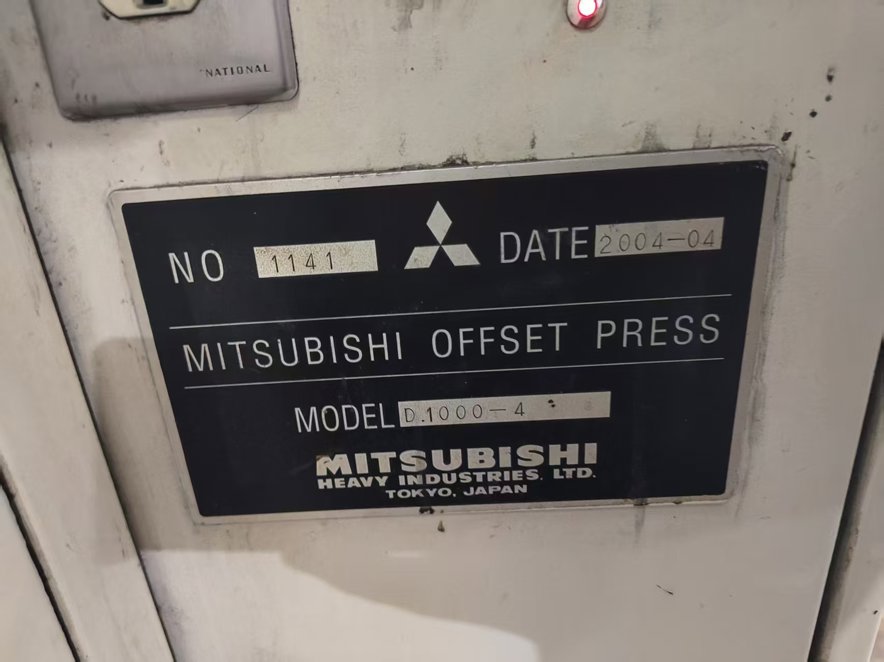 NATIONAL
NO 1141 DATE 2004-04
MITSUBISHI OFFSET PRESS
MODEL D.1000-4
MITSUBISHI
HEAVY INDUSTRIES. LTD.
TOKYO, JAPAN